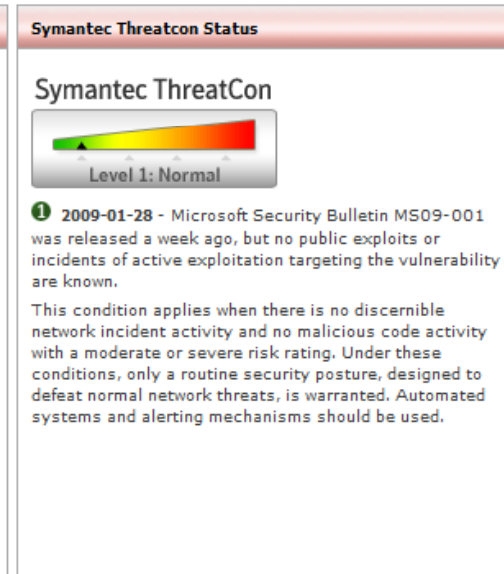 Symantec Threatcon Status
Symantec ThreatCon
Level 1: Normal
1 2009-01-28 - Microsoft Security Bulletin MS09-001
was released a week ago, but no public exploits or
incidents of active exploitation targeting the vulnerability
are known.
This condition applies when there is no discernible
network incident activity and no malicious code activity
with a moderate or severe risk rating. Under these
conditions, only a routine security posture, designed to
defeat normal network threats, is warranted. Automated
systems and alerting mechanisms should be used.